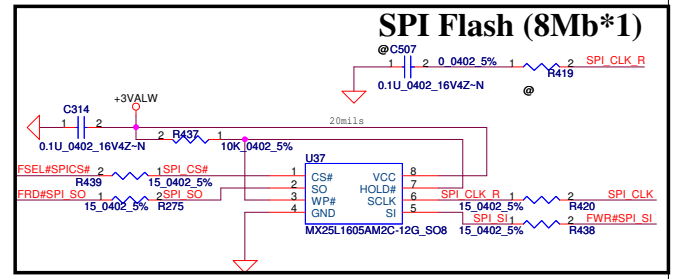 SPI Flash (8Mb*1)
@C507
1 2 0_0402_5% 1 2 SPI_CLK_R
0.1U_0402_16V4Z~N R419
@
+3VALW
C314
1 2 20mils
0.1U_0402_16V4Z~N 2 R437 1
10K_0402_5%
U37
FSEL#SPICS# 2 1 SPI_CS# 1 CS# VCC 8
R439 15_0402_5% 2 SO HOLD# 7
FRD#SPI_SO 1 2 SPI_SO 3 WP# SCLK 6 SPI_CLK_R 1 2 SPI_CLK
15_0402_5% R275 4 GND SI 5 15_0402_5% R420
SPI_SI 1 2 FWR#SPI_SI
MX25L1605AM2C-12G_SO8 15_0402_5% R438